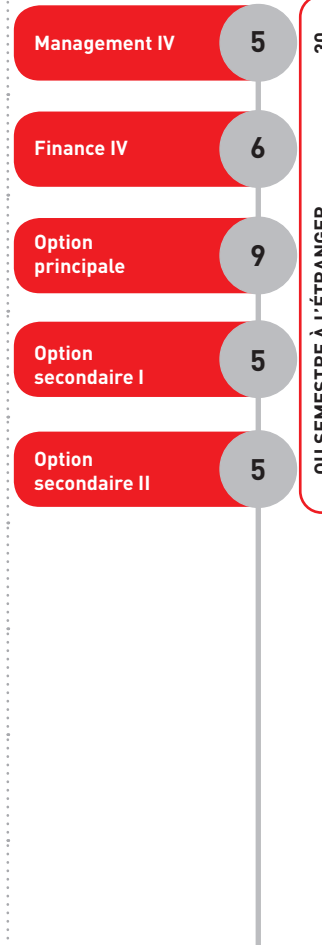 Management IV 5
Finance IV 6
Option
principale
9
Option
secondaire I
5
Option
secondaire II
5
OU SEMESTRE À L'ÉTRANGER 30